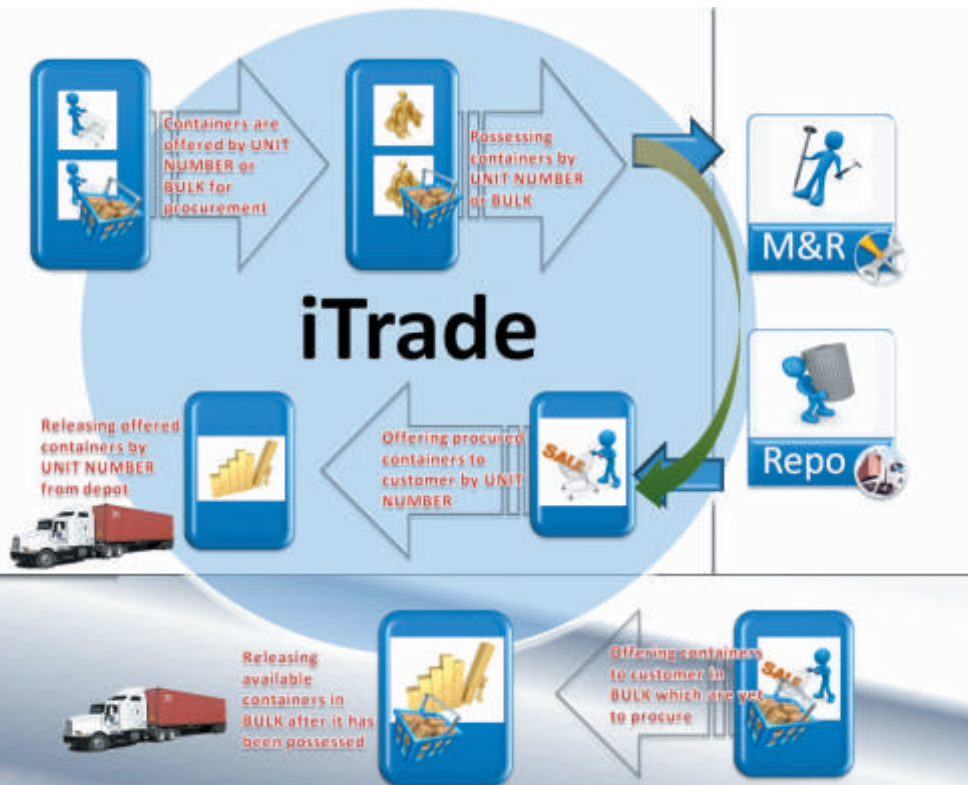 Containers are
offered by UNIT
NUMBER or
BULK for
procurement
Possessing
containers by
UNIT NUMBER
or BULK
M&R
iTrade
Repo
Releasing offered
containers by
UNIT NUMBER
from depot
Offering procured
containers to
customer by UNIT
NUMBER
SALE
Releasing
available
containers in
BULK after it has
been possessed
Offering containess
to customer in
BULK which are yet
to procure
SALE